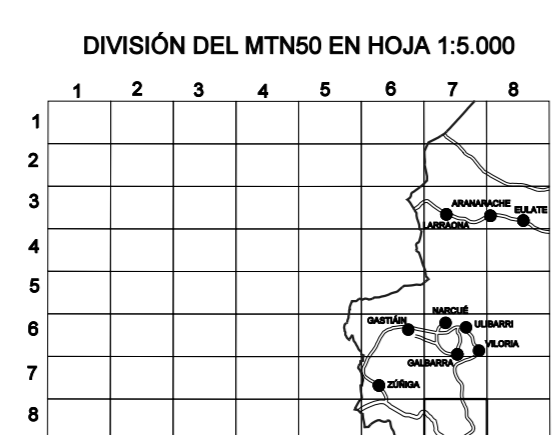 DIVISIÓN DEL MTN50 EN HOJA 1:5.000
1 2 3 4 5 6 7 8
1
2
3
ARANARACHE
EULATE
LARRAONA
4
5
NARCUÉ
6
GASTIÁIN
ULIBARRI
VILORIA
GALBARRA
7
ZÚÑIGA
8